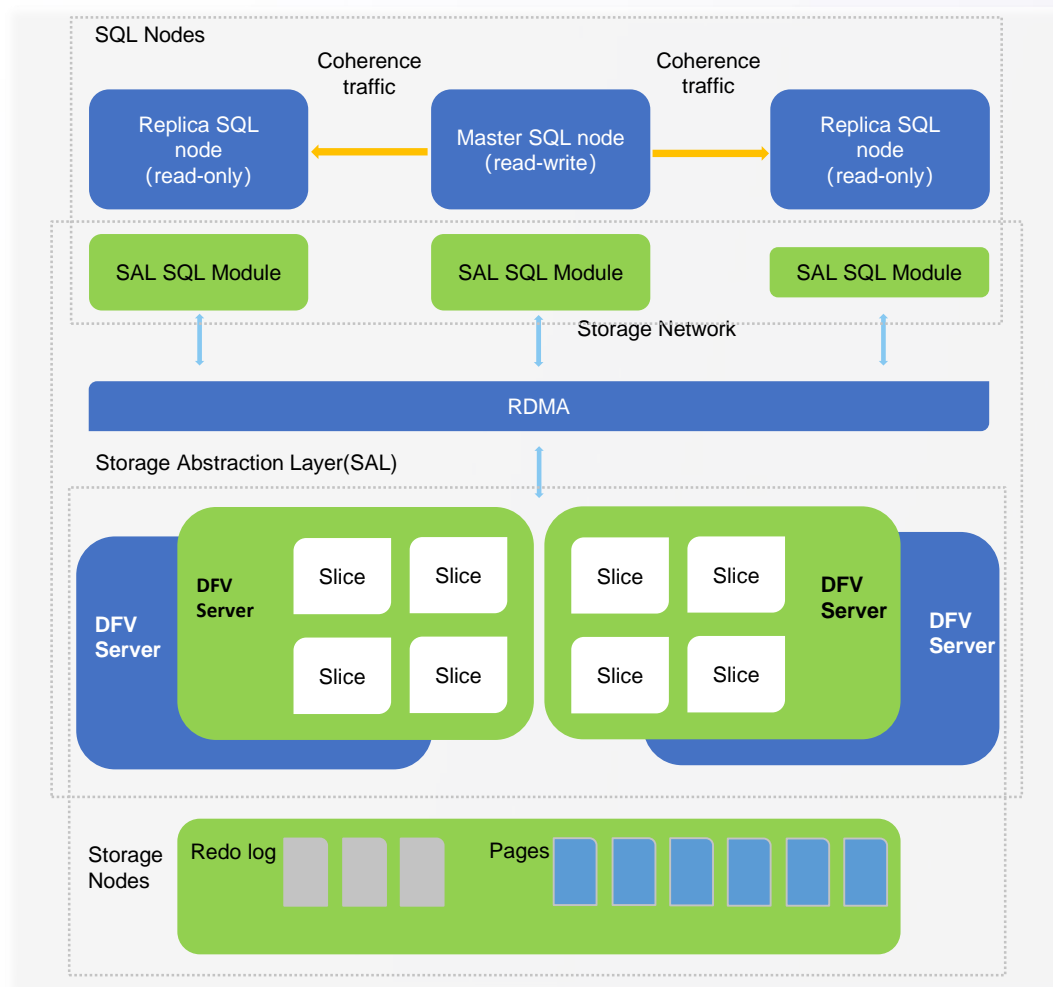 SQL Nodes
Coherence
traffic
Coherence
traffic
Replica SQL
node
(read-only)
Master SQL node
(read-write)
Replica SQL
node
(read-only)
SAL SQL Module
SAL SQL Module
SAL SQL Module
Storage Network
RDMA
Storage Abstraction Layer(SAL)
DFV
Server
DFV
Server
Slice
Slice
Slice
Slice
Slice
Slice
Slice
Slice
DFV
Server
DFV
Server
Storage
Nodes
Redo log
Pages